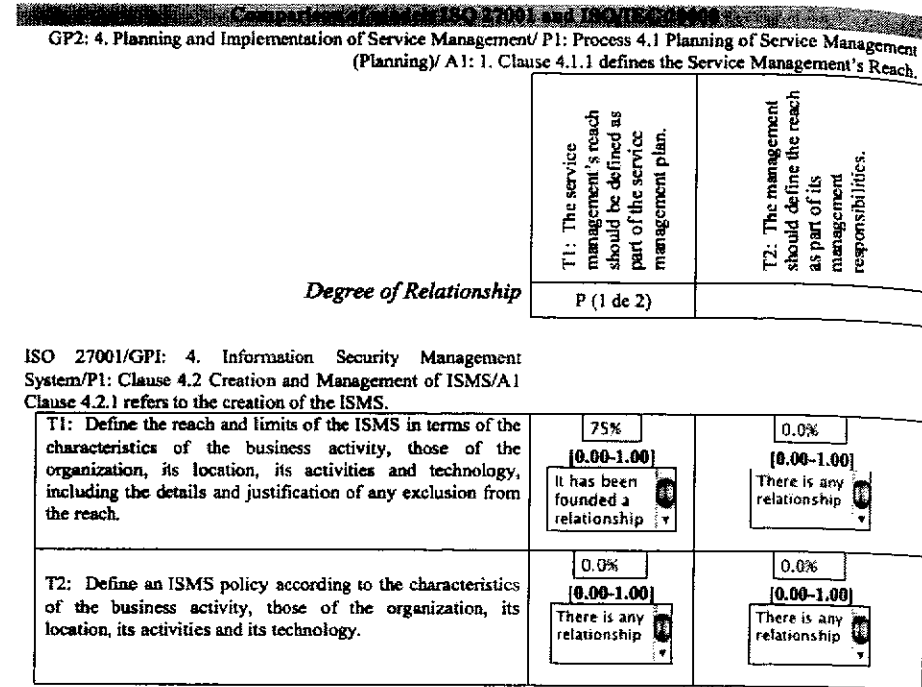 Comparison of models ISO 27001 and ISO/IEC 20000
GP2: 4. Planning and Implementation of Service Management/ P1: Process 4.1 Planning of Service Management
(Planning)/ A1: 1. Clause 4.1.1 defines the Service Management's Reach.
T1: The service
management's reach
should be defined as
part of the service
management plan.
T2: The management
should define the reach
as part of its
management
responsibilities.
Degree of Relationship
P (1 de 2)
ISO 27001/GPI: 4. Information Security Management
System/P1: Clause 4.2 Creation and Management of ISMS/A1
Clause 4.2.1 refers to the creation of the ISMS.
T1: Define the reach and limits of the ISMS in terms of the
characteristics of the business activity, those of the
organization, its location, its activities and technology,
including the details and justification of any exclusion from
the reach.
75%
[0.00-1.00]
It has been
founded a
relationship
0.0%
[0.00-1.00]
There is any
relationship
T2: Define an ISMS policy according to the characteristics
of the business activity, those of the organization, its
location, its activities and its technology.
0.0%
[0.00-1.00]
There is any
relationship
0.0%
[0.00-1.00]
There is any
relationship